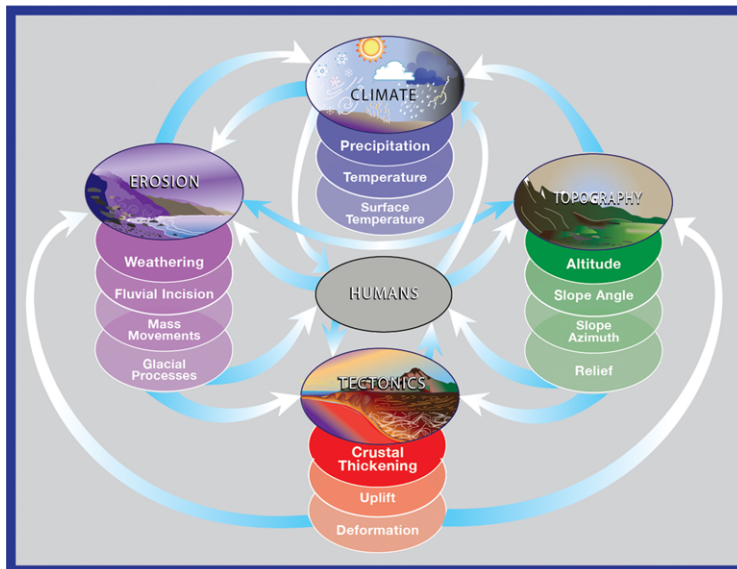 CLIMATE
Precipitation
Temperature
Surface
Temperature
EROSION
Weathering
Fluvial Incision
Mass
Movements
Glacial
Processes
TOPOGRAPHY
Altitude
Slope Angle
Slope
Azimuth
Relief
HUMANS
TECTONICS
Crustal
Thickening
Uplift
Deformation